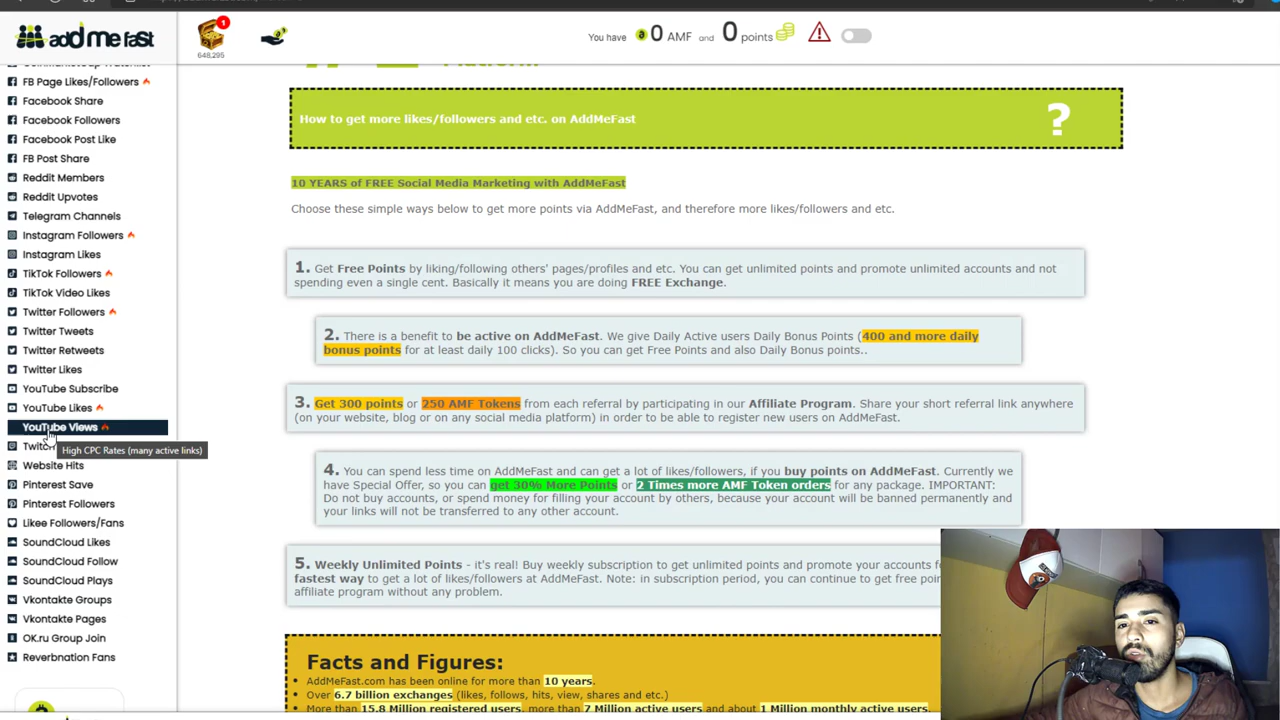 add me fast
1
648,295
You have 0 AMF and 0 points
FB Page Likes/Followers
Facebook Share
Facebook Followers
Facebook Post Like
FB Post Share
Reddit Members
Reddit Upvotes
Telegram Channels
Instagram Followers
Instagram Likes
TikTok Followers
TikTok Video Likes
Twitter Followers
Twitter Tweets
Twitter Retweets
Twitter Likes
YouTube Subscribe
YouTube Likes
YouTube Views
High CPC Rates (many active links)
Website Hits
Pinterest Save
Pinterest Followers
Likee Followers/Fans
SoundCloud Likes
SoundCloud Follow
SoundCloud Plays
Vkontakte Groups
Vkontakte Pages
OK.ru Group Join
Reverbnation Fans
How to get more likes/followers and etc. on AddMeFast
?
10 YEARS of FREE Social Media Marketing with AddMeFast
Choose these simple ways below to get more points via AddMeFast, and therefore more likes/followers and etc.
1. Get Free Points by liking/following others' pages/profiles and etc. You can get unlimited points and promote unlimited accounts and not
spending even a single cent. Basically it means you are doing FREE Exchange.
2. There is a benefit to be active on AddMeFast. We give Daily Active users Daily Bonus Points (400 and more daily
bonus points for at least daily 100 clicks). So you can get Free Points and also Daily Bonus points..
3. Get 300 points or 250 AMF Tokens from each referral by participating in our Affiliate Program. Share your short referral link anywhere
(on your website, blog or on any social media platform) in order to be able to register new users on AddMeFast.
4. You can spend less time on AddMeFast and can get a lot of likes/followers, if you buy points on AddMeFast. Currently we
have Special Offer, so you can get 30% More Points or 2 Times more AMF Token orders for any package. IMPORTANT:
Do not buy accounts, or spend money for filling your account by others, because your account will be banned permanently and
your links will not be transferred to any other account.
5. Weekly Unlimited Points - it's real! Buy weekly subscription to get unlimited points and promote your accounts
fastest way to get a lot of likes/followers at AddMeFast. Note: in subscription period, you can continue to get free
affiliate program without any problem.
Facts and Figures:
AddMeFast.com has been online for more than 10 years.
Over 6.7 billion exchanges (likes, follows, hits, view, shares and etc.)
More than 15.8 Million registered users, more than 7 Million active users and about 1 Million monthly active users.